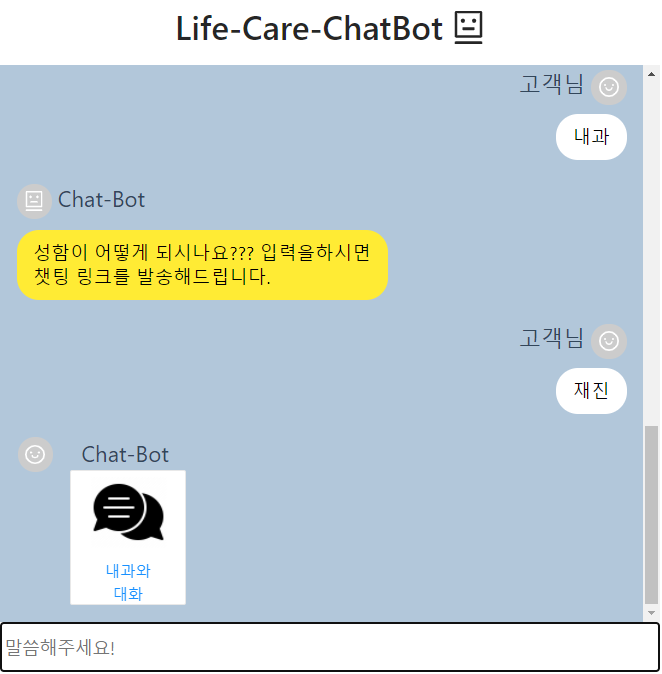 Life-Care-ChatBot
고객님
내과
Chat-Bot
성함이 어떻게 되시나요??? 입력을하시면
챗팅 링크를 발송해드립니다.
고객님
재진
Chat-Bot
내과와
대화
말씀해주세요!